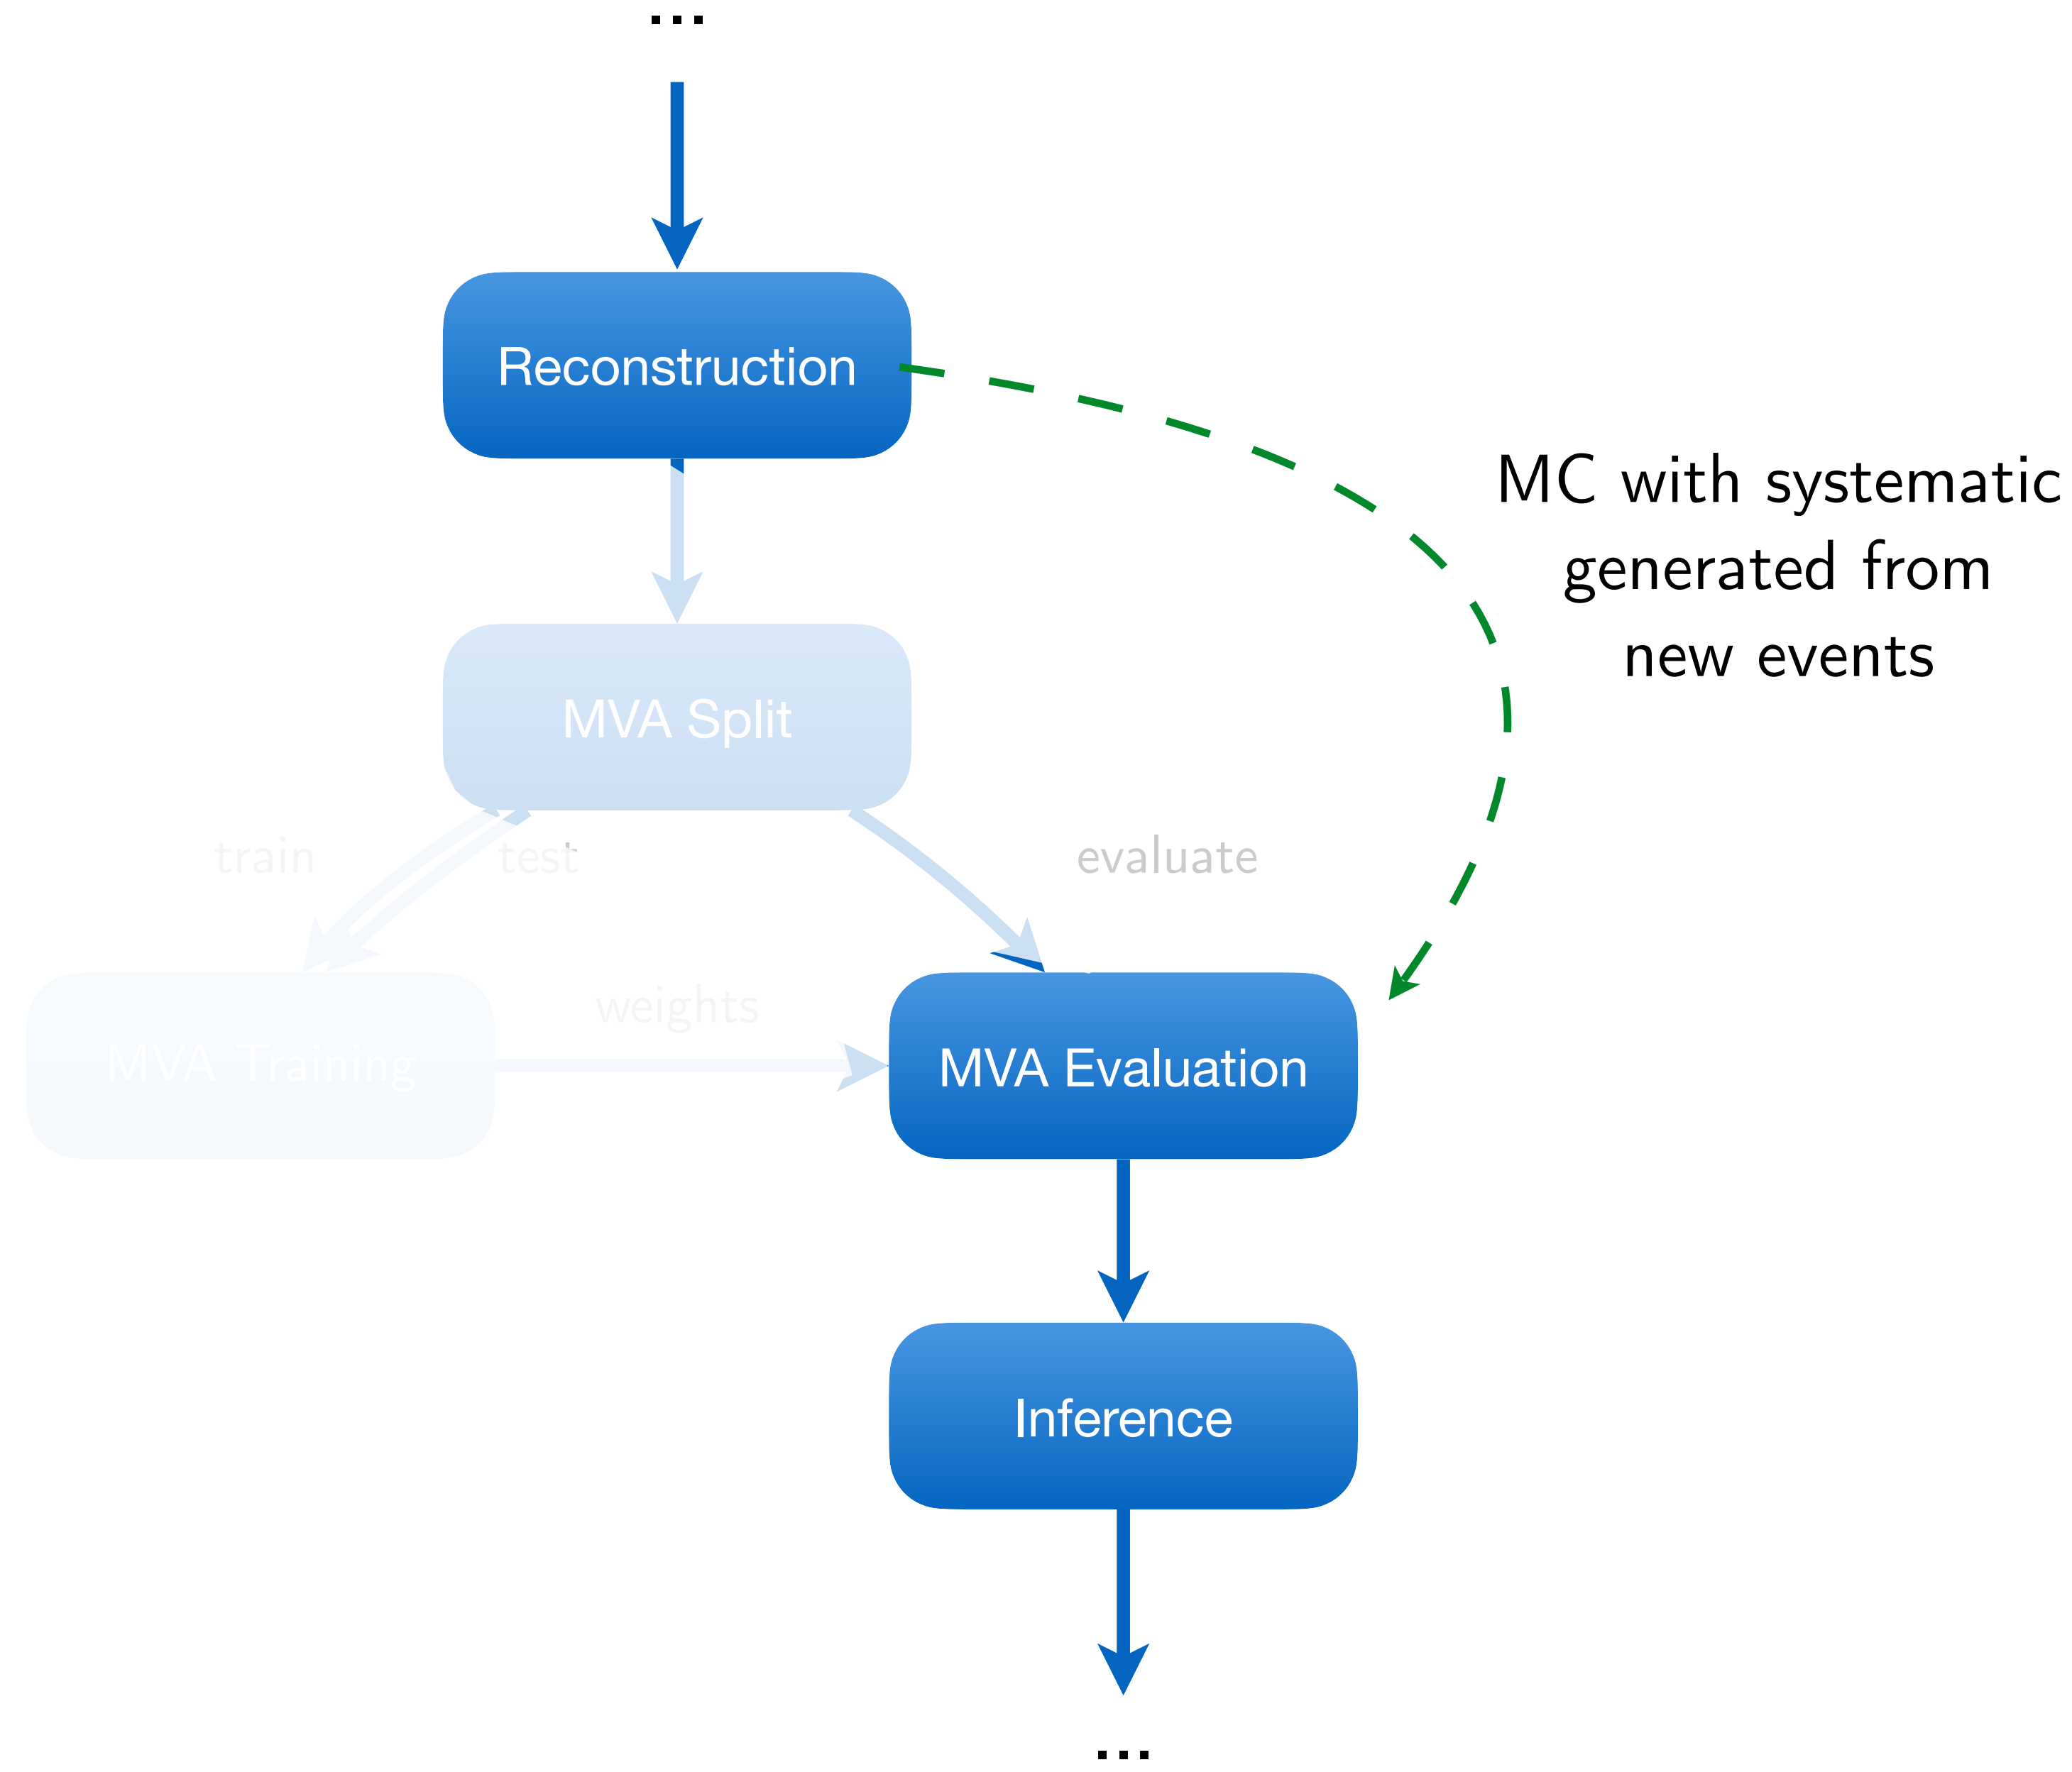 ...
Reconstruction
MC with systematic
generated from
new events
MVA Split
train
test
evaluate
weights
MVA Training
MVA Evaluation
Inference
...